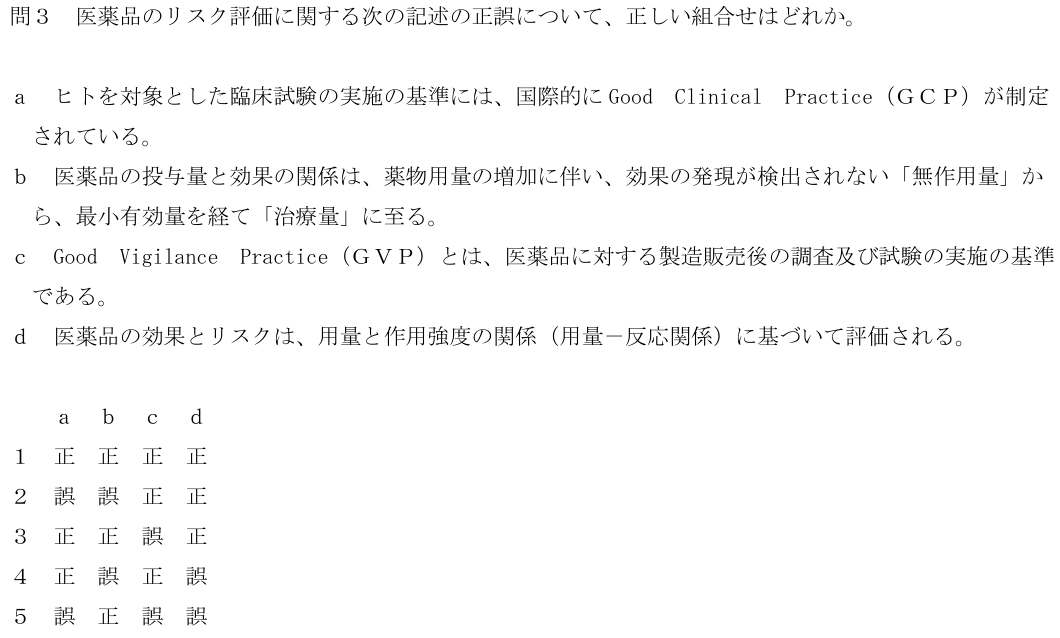 問３　医薬品のリスク評価に関する次の記述の正誤について、正しい組合せはどれか。
a　ヒトを対象とした臨床試験の実施の基準には、国際的に Good　Clinical　Practice（ＧＣＰ）が制定
されている。
b　医薬品の投与量と効果の関係は、薬物用量の増加に伴い、効果の発現が検出されない「無作用量」か
ら、最小有効量を経て「治療量」に至る。
c　Good　Vigilance　Practice（ＧＶＰ）とは、医薬品に対する製造販売後の調査及び試験の実施の基準
である。
d　医薬品の効果とリスクは、用量と作用強度の関係（用量－反応関係）に基づいて評価される。
a　b　c　d
１　正　正　正　正
２　誤　誤　正　正
３　正　正　誤　正
４　正　誤　正　誤
５　誤　正　誤　誤